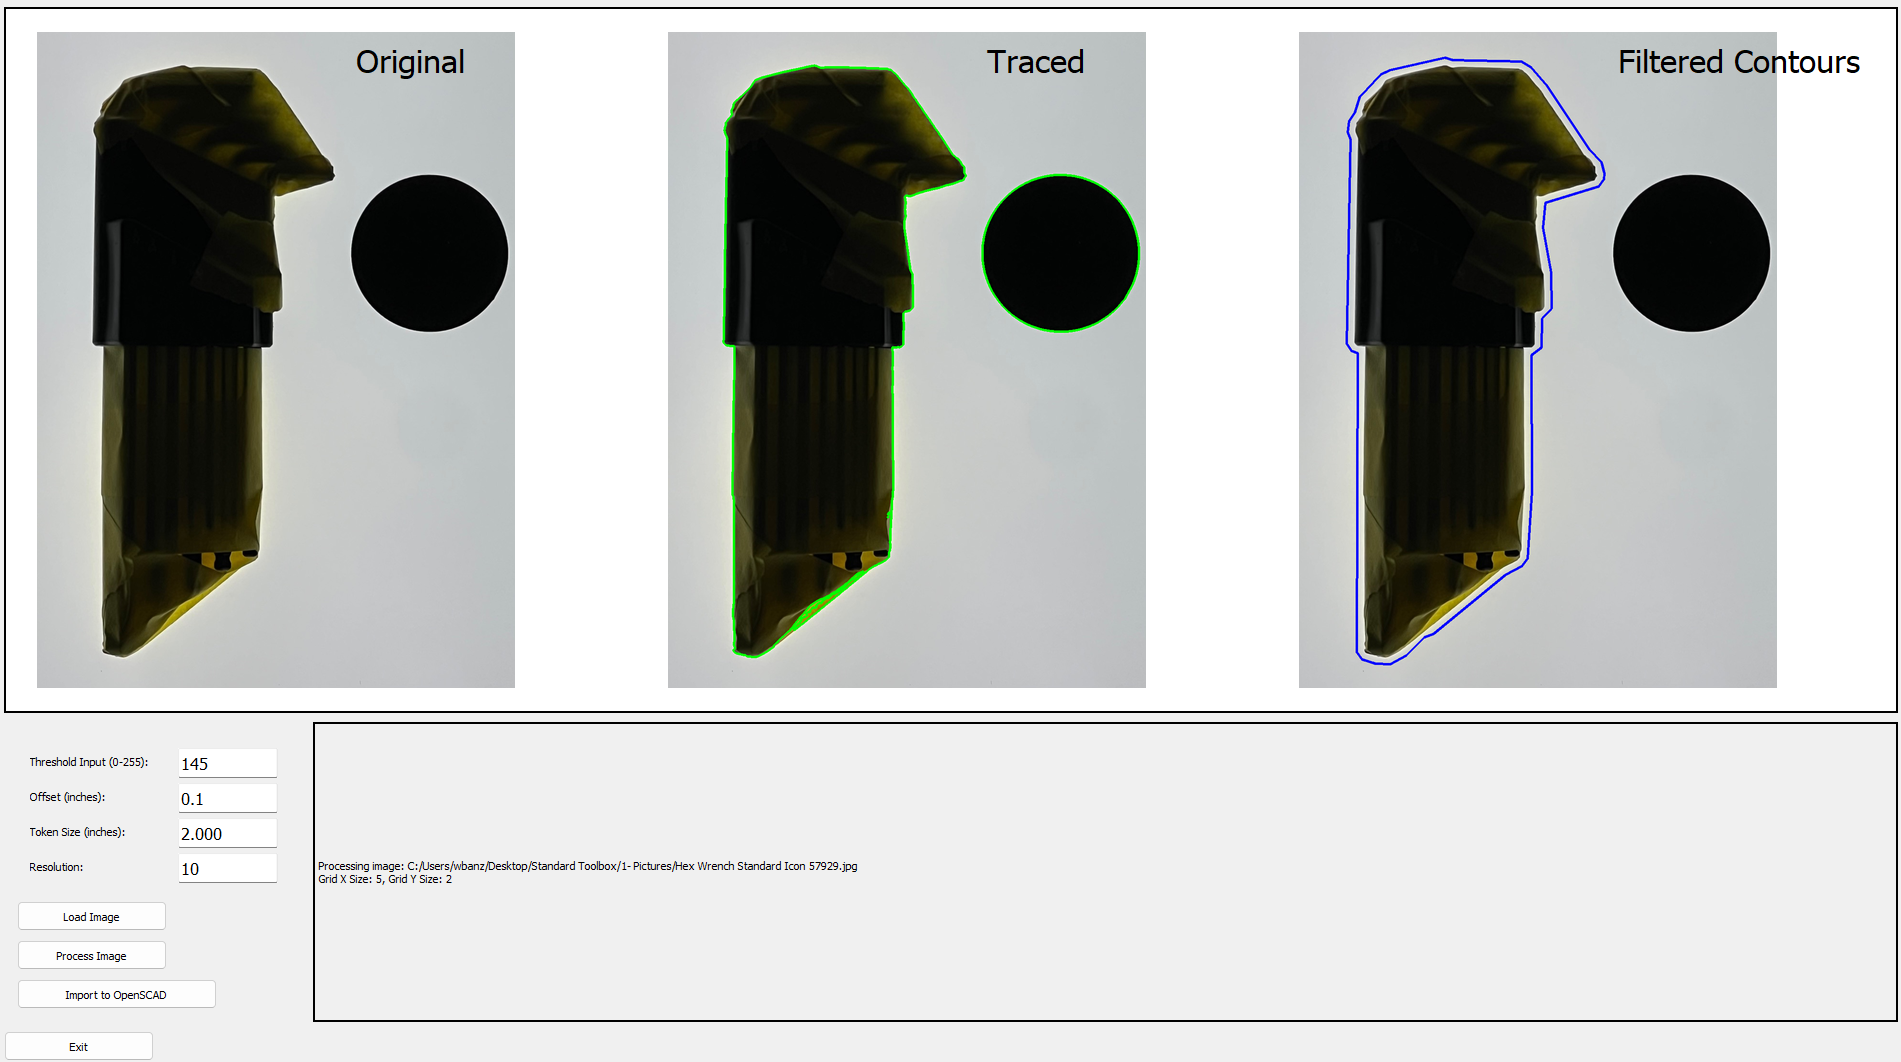 Original
Traced
Filtered Contours
Threshold Input (0-255):
145
Offset (inches):
0.1
Token Size (inches):
2.000
Resolution:
10
Load Image
Process Image
Import to OpenSCAD
Exit
Processing image: C:/Users/wbanz/Desktop/Standard Toolbox/1- Pictures/Hex Wrench Standard Icon 57929.jpg
Grid X Size: 5, Grid Y Size: 2